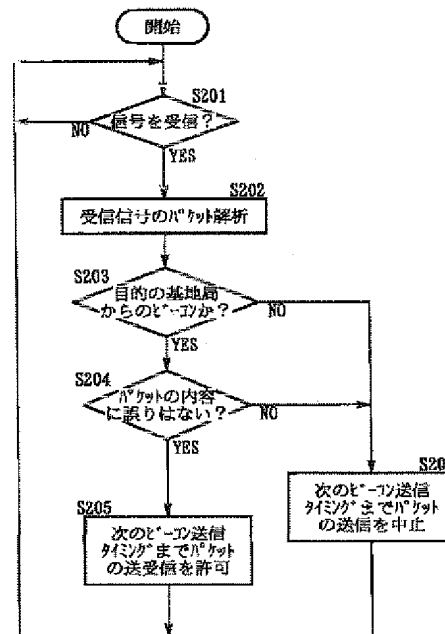 開始
S201
信号を受信？
NO
YES
S202
受信信号のパケット解析
S203
目的の基地局
からのビーコンか？
NO
YES
S204
パケットの内容
に誤りはない？
NO
YES
S20
S205
次のビーコン送信
タイミングまでパケット
の送受信を許可
次のビーコン送信
タイミングまでパケット
の送信を中止